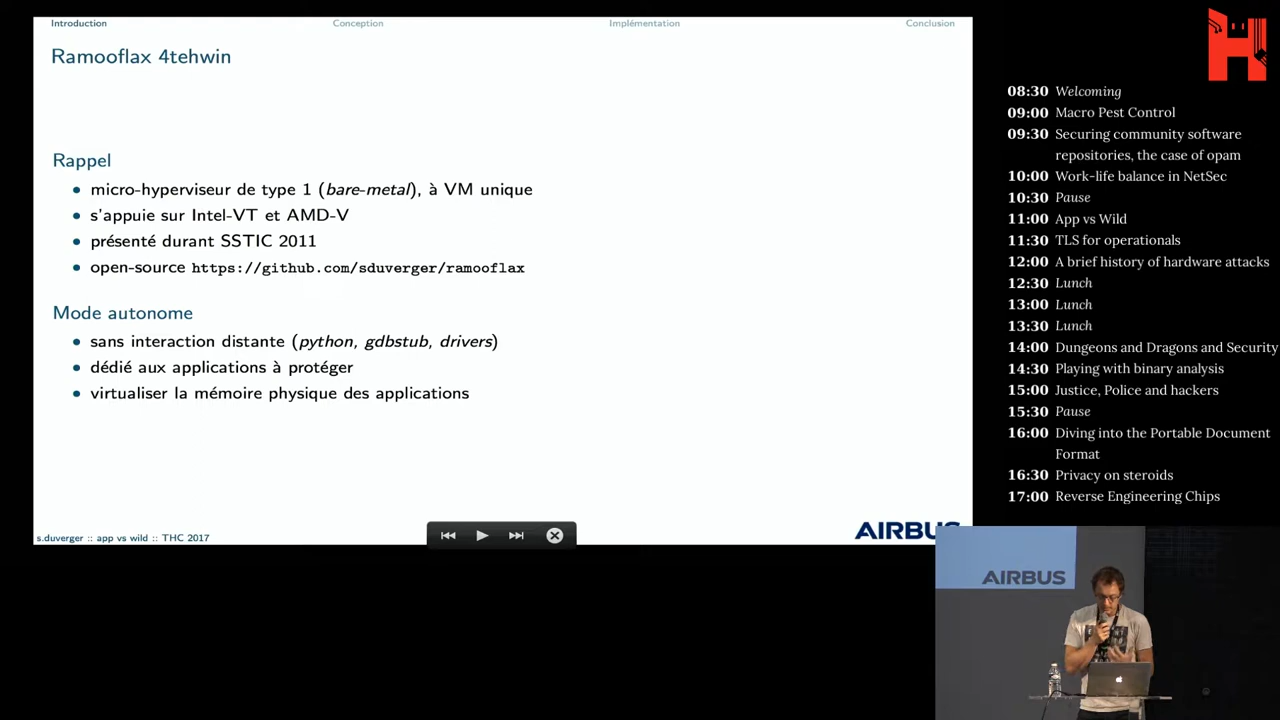 Introduction
Conception
Implémentation
Conclusion
Ramooflax 4tehwin
Rappel
micro-hyperviseur de type 1 (bare-metal), à VM unique
s'appuie sur Intel-VT et AMD-V
présenté durant SSTIC 2011
open-source https://github.com/sduverger/ramooflax
Mode autonome
sans interaction distante (python, gdbstub, drivers)
dédié aux applications à protéger
virtualiser la mémoire physique des applications
s.duverger :: app vs wild :: THC 2017
AIRBUS
08:30 Welcoming
09:00 Macro Pest Control
09:30 Securing community software
repositories, the case of opam
10:00 Work-life balance in NetSec
10:30 Pause
11:00 App vs Wild
11:30 TLS for operationals
12:00 A brief history of hardware attacks
12:30 Lunch
13:00 Lunch
13:30 Lunch
14:00 Dungeons and Dragons and Security
14:30 Playing with binary analysis
15:00 Justice, Police and hackers
15:30 Pause
16:00 Diving into the Portable Document
Format
16:30 Privacy on steroids
17:00 Reverse Engineering Chips
AIRBUS